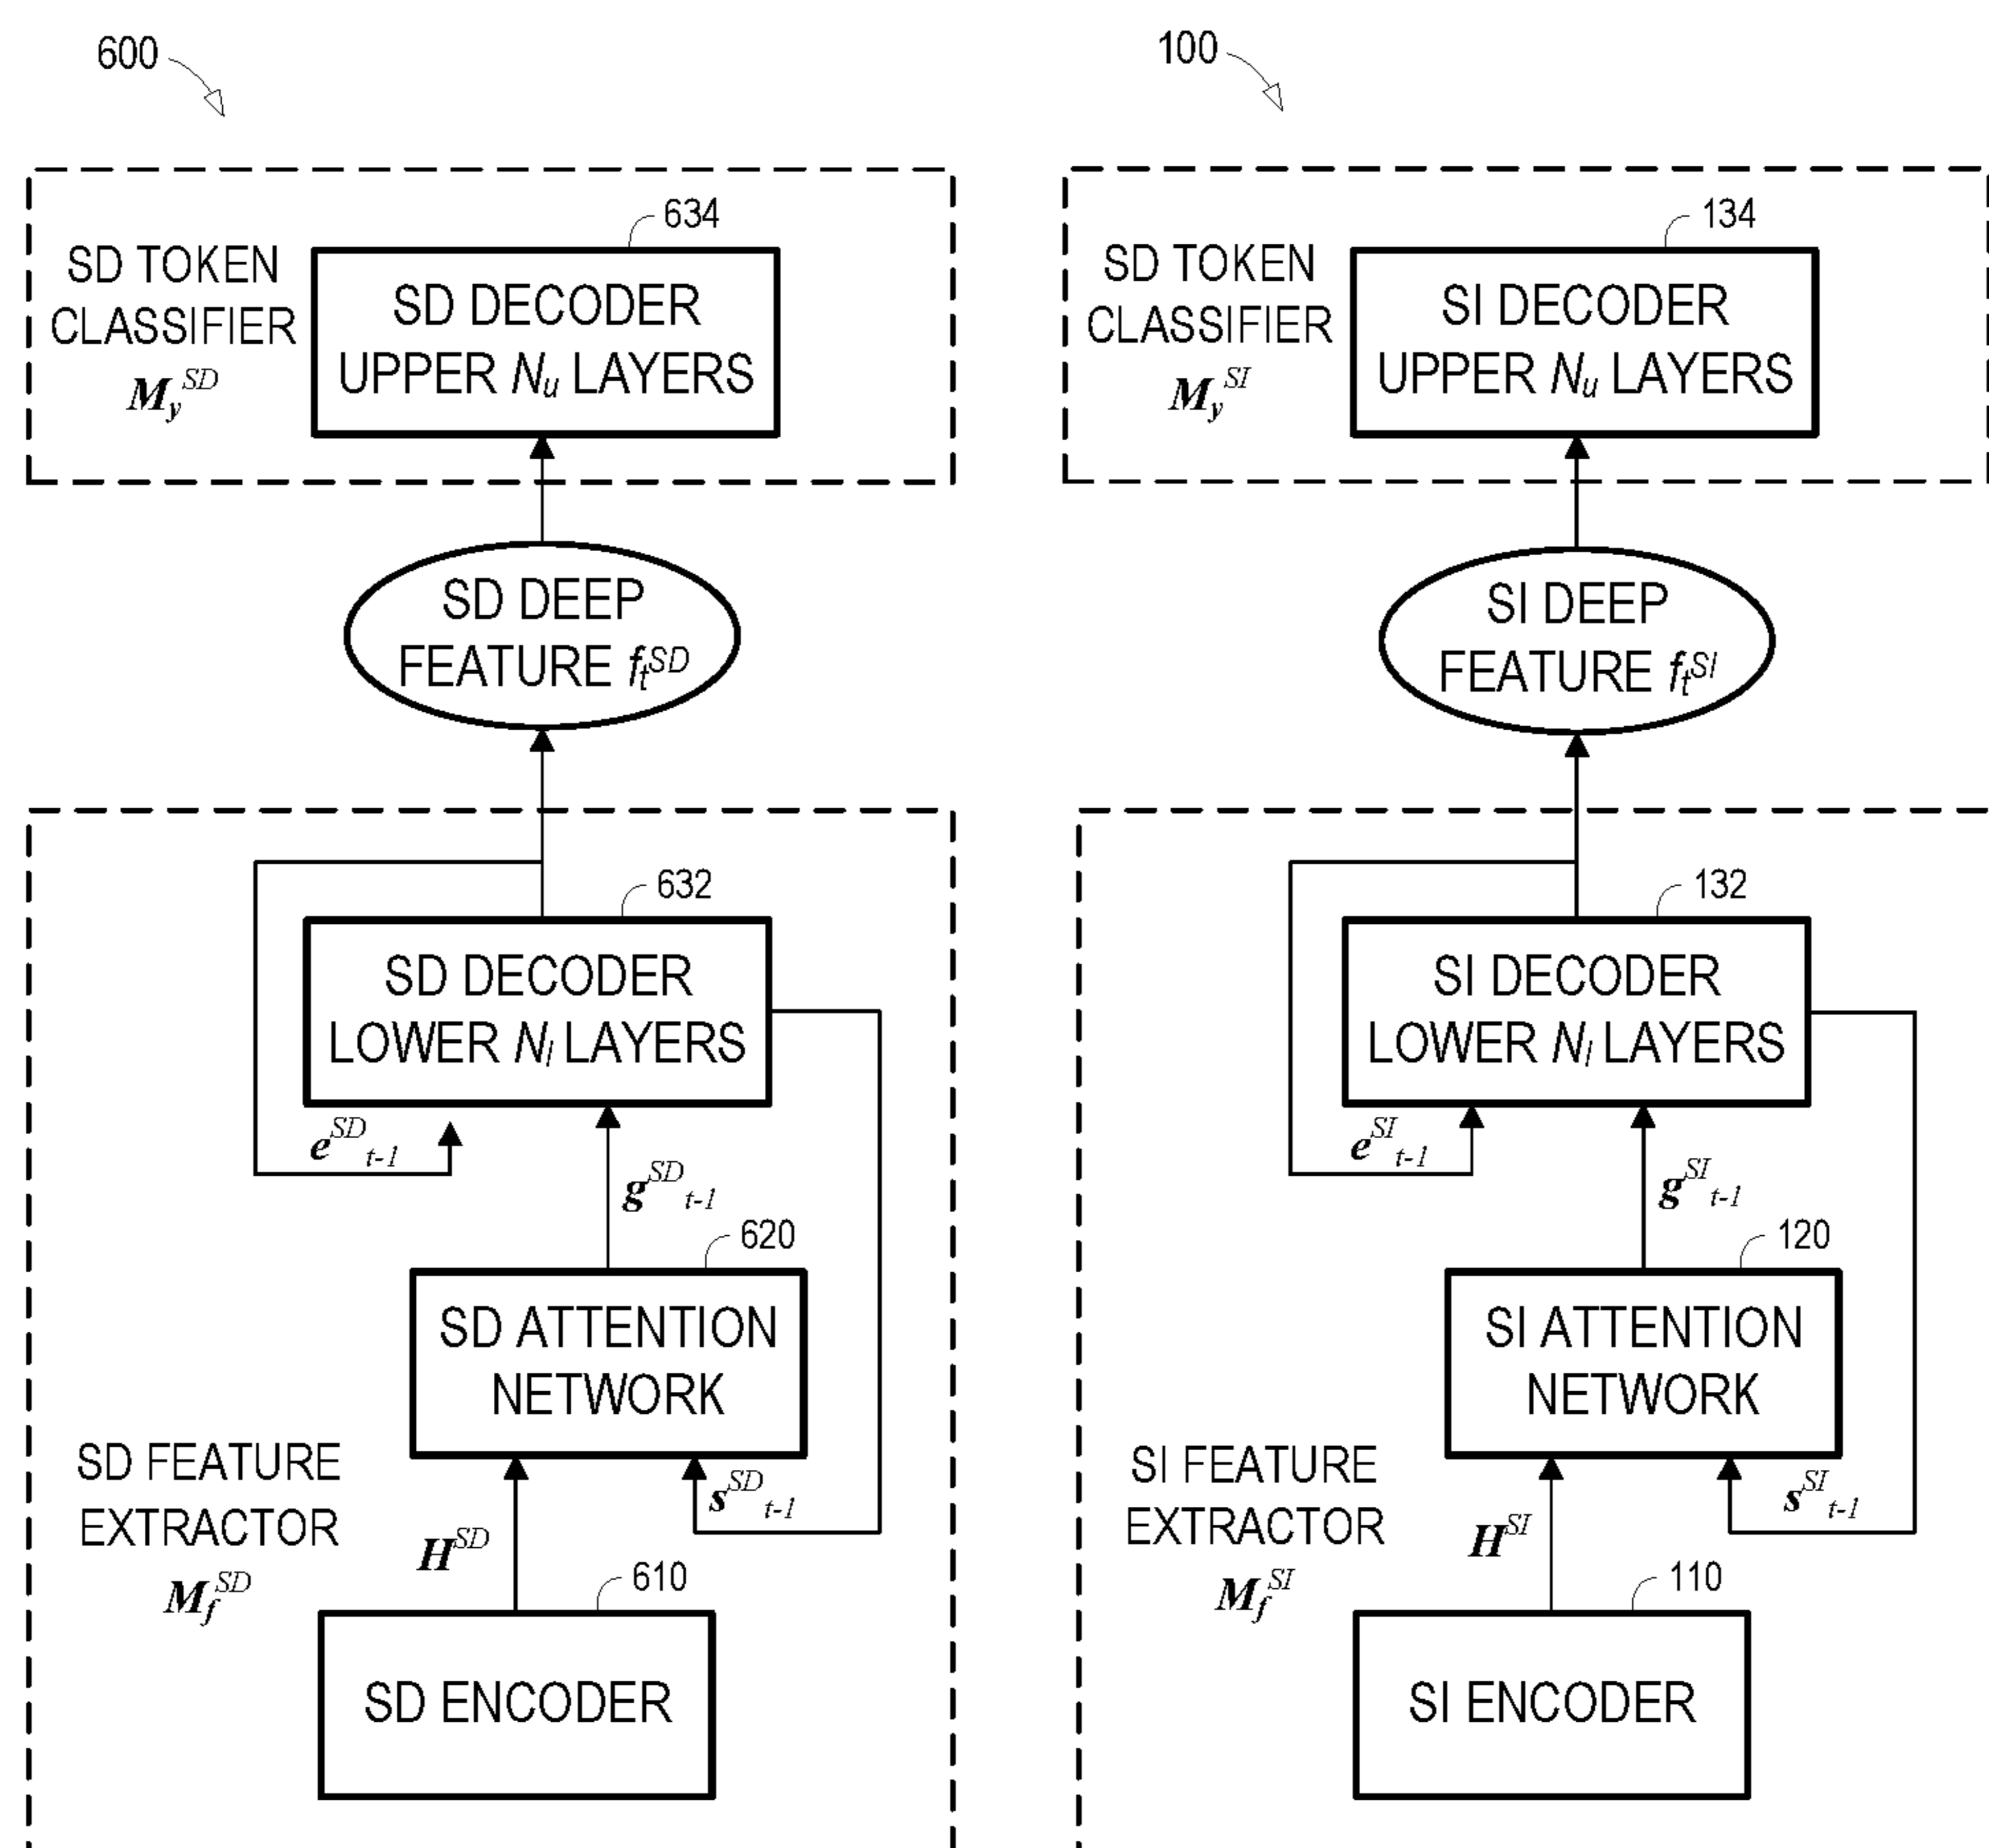 600
634
SD TOKEN
CLASSIFIER
M_y^SD
SD DECODER
UPPER N_u LAYERS
SD DEEP
FEATURE f_t^SD
632
SD DECODER
LOWER N_l LAYERS
e^SD_t-1
g^SD_t-1
620
SD ATTENTION
NETWORK
SD FEATURE
EXTRACTOR
M_f^SD
H^SD
s^SD_t-1
610
SD ENCODER
100
134
SD TOKEN
CLASSIFIER
M_y^SI
SI DECODER
UPPER N_u LAYERS
SI DEEP
FEATURE f_t^SI
132
SI DECODER
LOWER N_l LAYERS
e^SI_t-1
g^SI_t-1
120
SI ATTENTION
NETWORK
SI FEATURE
EXTRACTOR
M_f^SI
H^SI
s^SI_t-1
110
SI ENCODER